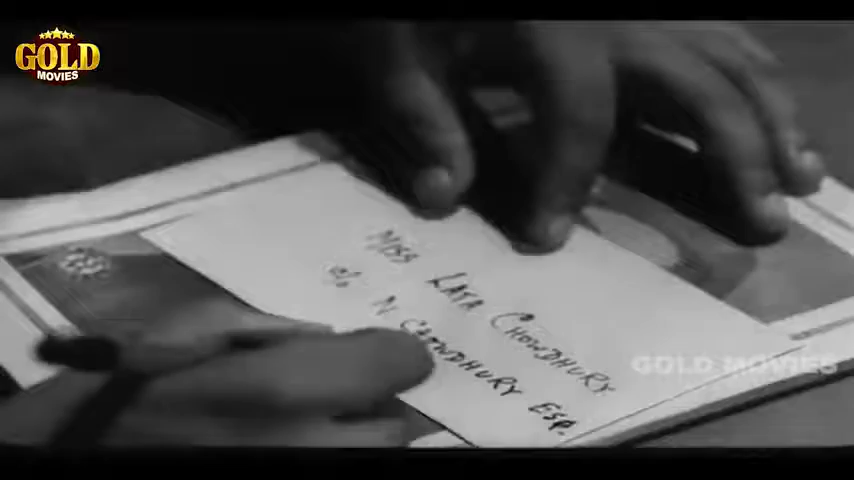 GOLD
MOVIES
MISS LATA CHOWDHURY
c/o N CHOWDHURY ESQ.
GOLD MOVIES